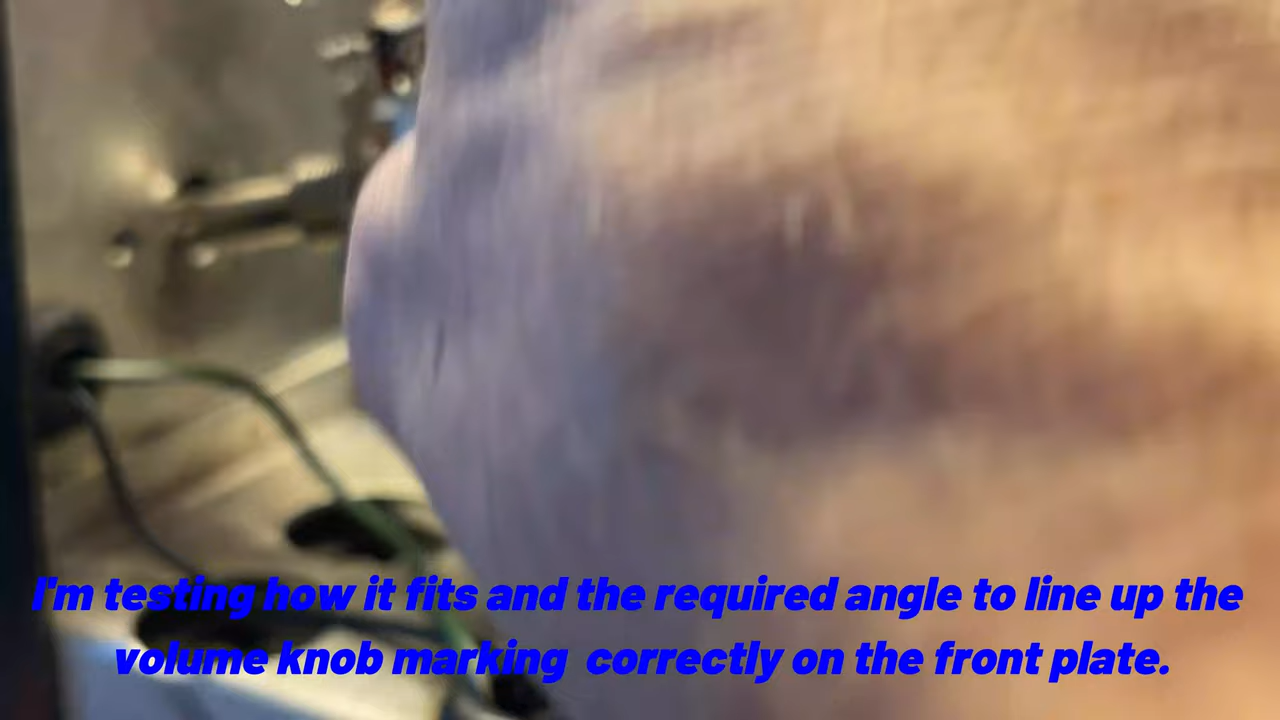 I'm testing how it fits and the required angle to line up the
volume knob marking  correctly on the front plate.